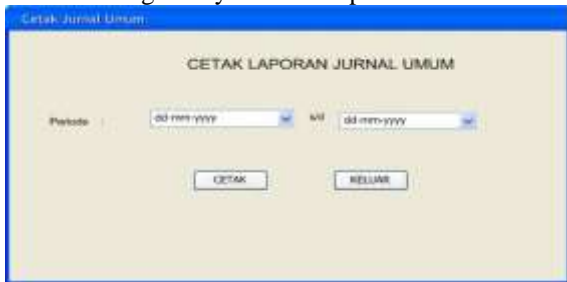 Cetak Jurnal Umum
CETAK LAPORAN JURNAL UMUM
Periode : dd-mm-yyyy s/d dd-mm-yyyy
CETAK KELUAR